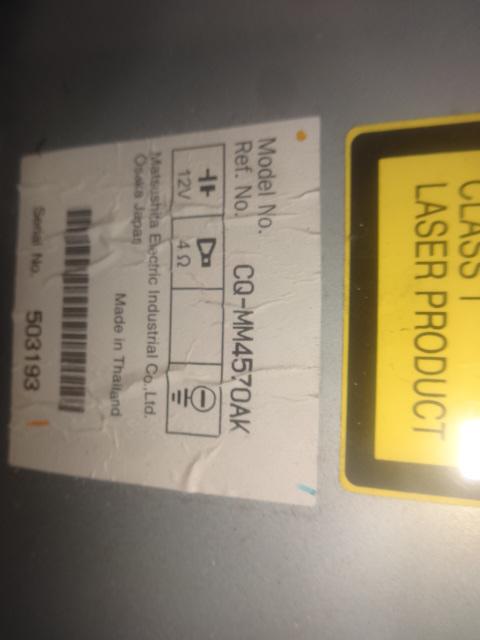 Model No.
Ref. No. CQ-MM4570AK
12V 4Ω
Matsushita Electric Industrial Co.,Ltd.
Osaka Japan
Made in Thailand
Serial No. 503193
CLASS 1
LASER PRODUCT